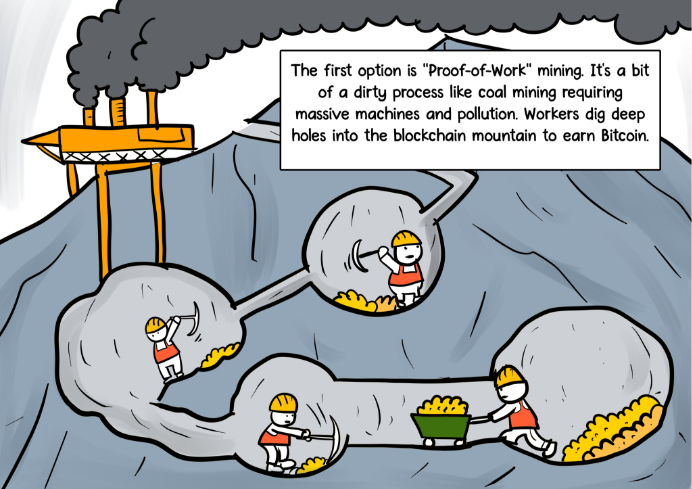 The first option is "Proof-of-Work" mining. It's a bit
of a dirty process like coal mining requiring
massive machines and pollution. Workers dig deep
holes into the blockchain mountain to earn Bitcoin.